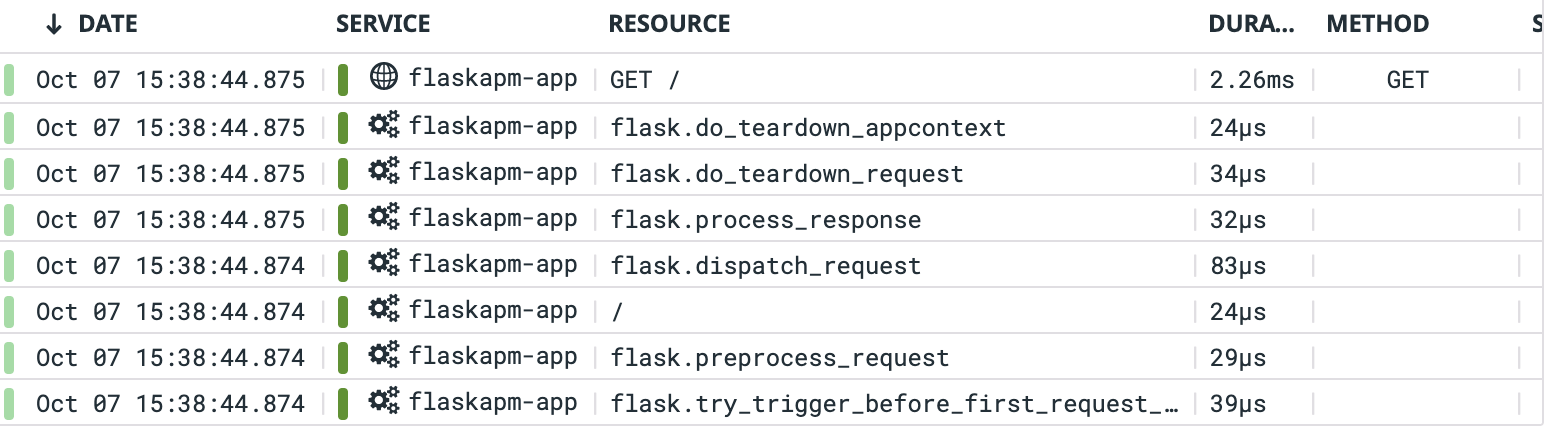 ↓ DATE SERVICE RESOURCE DURA... METHOD S
Oct 07 15:38:44.875 flaskapm-app GET / 2.26ms GET
Oct 07 15:38:44.875 flaskapm-app flask.do_teardown_appcontext 24µs
Oct 07 15:38:44.875 flaskapm-app flask.do_teardown_request 34µs
Oct 07 15:38:44.875 flaskapm-app flask.process_response 32µs
Oct 07 15:38:44.874 flaskapm-app flask.dispatch_request 83µs
Oct 07 15:38:44.874 flaskapm-app / 24µs
Oct 07 15:38:44.874 flaskapm-app flask.preprocess_request 29µs
Oct 07 15:38:44.874 flaskapm-app flask.try_trigger_before_first_request_… 39µs